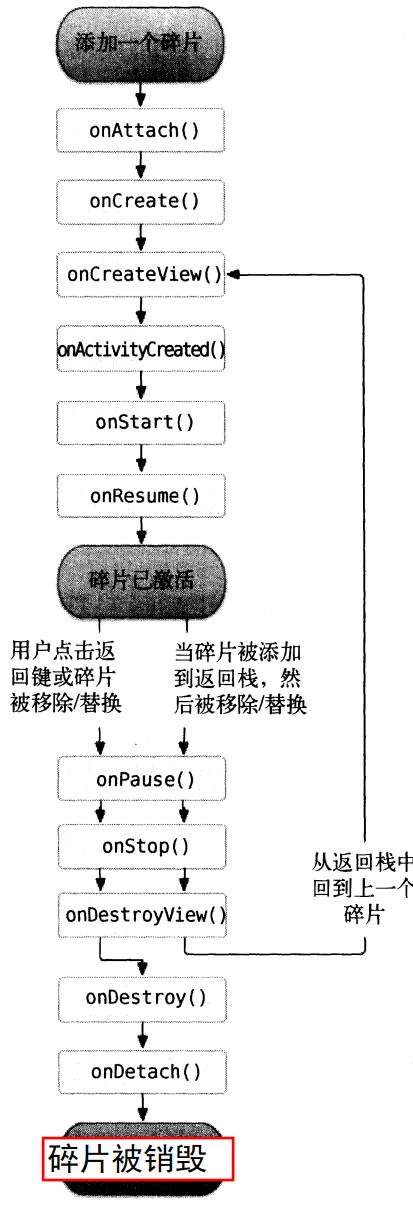 添加一个碎片
onAttach()
onCreate()
onCreateView()
onActivityCreated()
onStart()
onResume()
碎片已激活
用户点击返
回键或碎片
被移除/替换
当碎片被添加
到返回栈，然
后被移除/替换
onPause()
onStop()
onDestroyView()
从返回栈中
回到上一个
碎片
onDestroy()
onDetach()
碎片被销毁